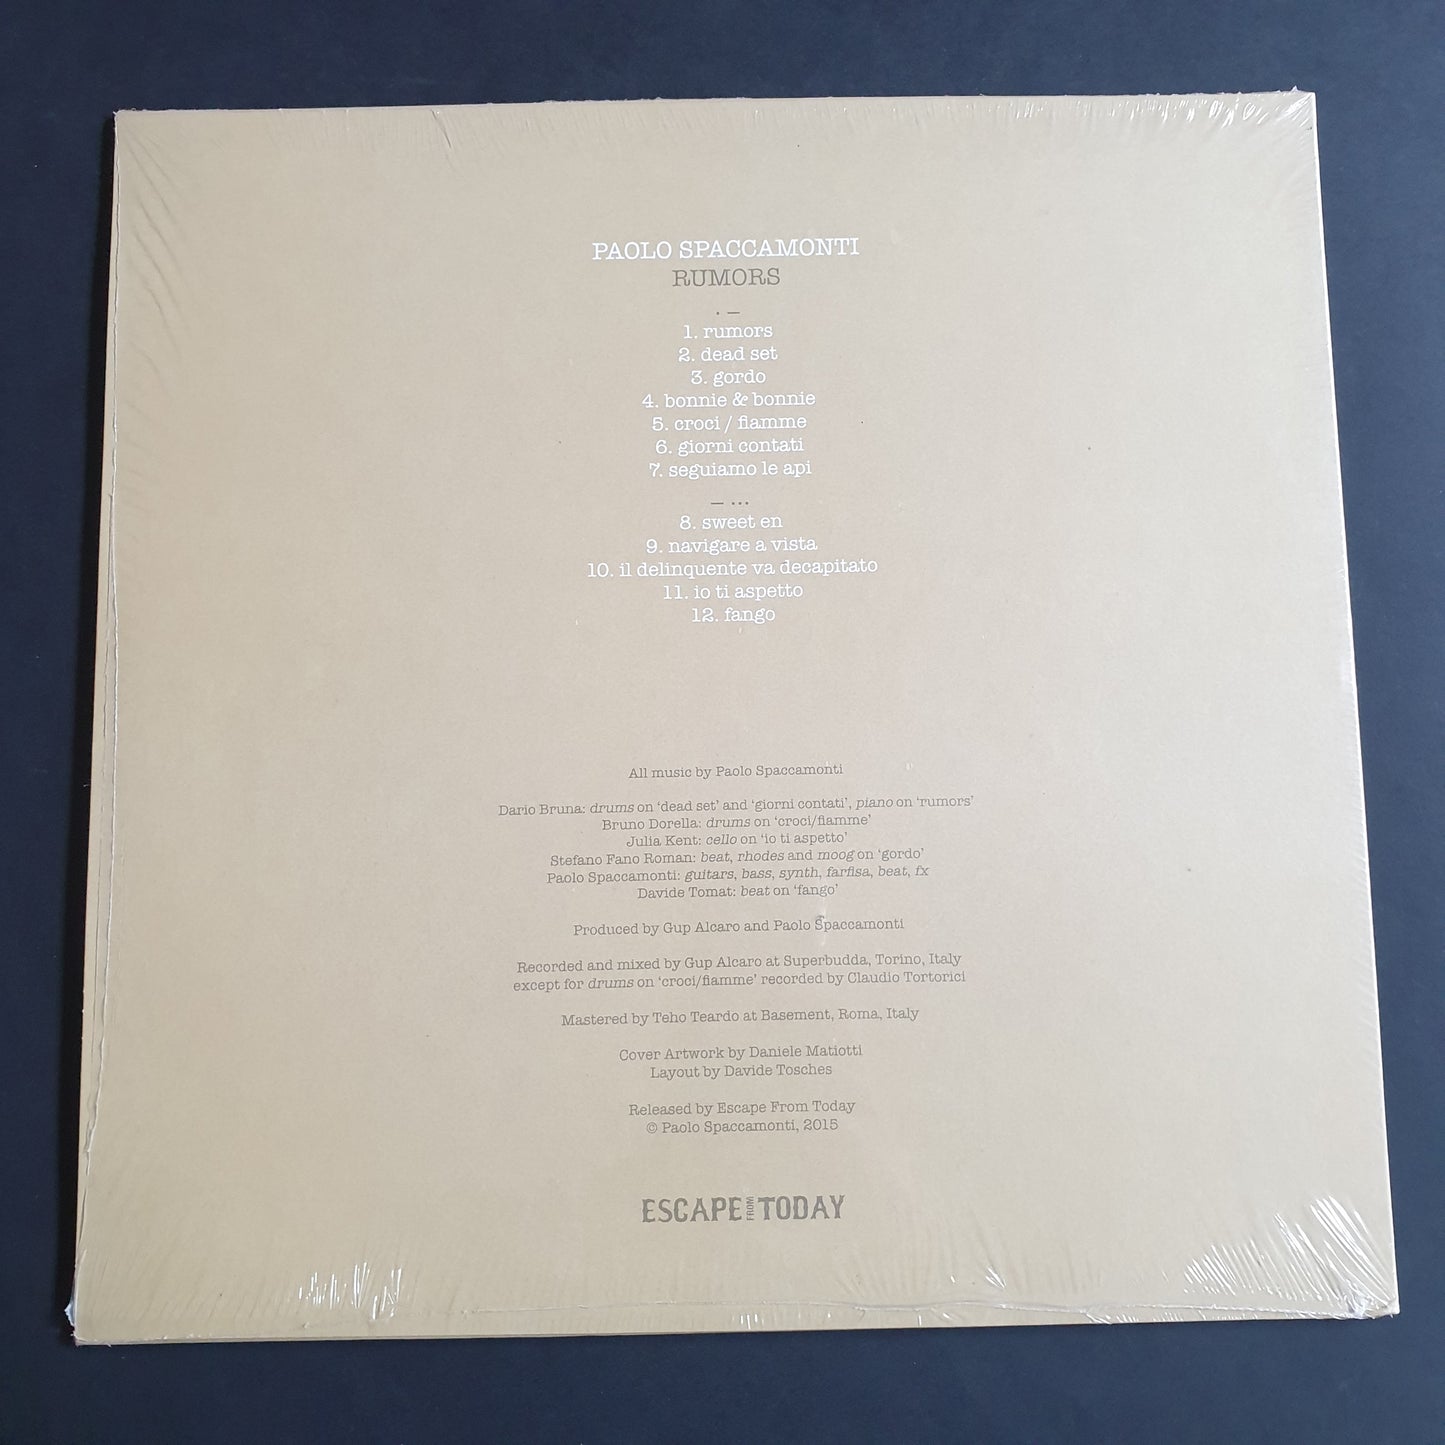 PAOLO SPACCAMONTI
RUMORS
. —
1. rumors
2. dead set
3. gordo
4. bonnie & bonnie
5. croci / fiamme
6. giorni contati
7. seguiamo le api
— ...
8. sweet en
9. navigare a vista
10. il delinquente va decapitato
11. io ti aspetto
12. fango
All music by Paolo Spaccamonti
Dario Bruna: drums on ‘dead set’ and ‘giorni contati’, piano on ‘rumors’
Bruno Dorella: drums on ‘croci/fiamme’
Julia Kent: cello on ‘io ti aspetto’
Stefano Fano Roman: beat, rhodes and moog on ‘gordo’
Paolo Spaccamonti: guitars, bass, synth, farfisa, beat, fx
Davide Tomat: beat on ‘fango’
Produced by Gup Alcaro and Paolo Spaccamonti
Recorded and mixed by Gup Alcaro at Superbudda, Torino, Italy
except for drums on ‘croci/fiamme’ recorded by Claudio Tortorici
Mastered by Teho Teardo at Basement, Roma, Italy
Cover Artwork by Daniele Matiotti
Layout by Davide Tosches
Released by Escape From Today
© Paolo Spaccamonti, 2015
ESCAPE FROM TODAY